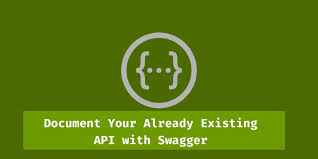 {...}
Document Your Already Existing
API with Swagger